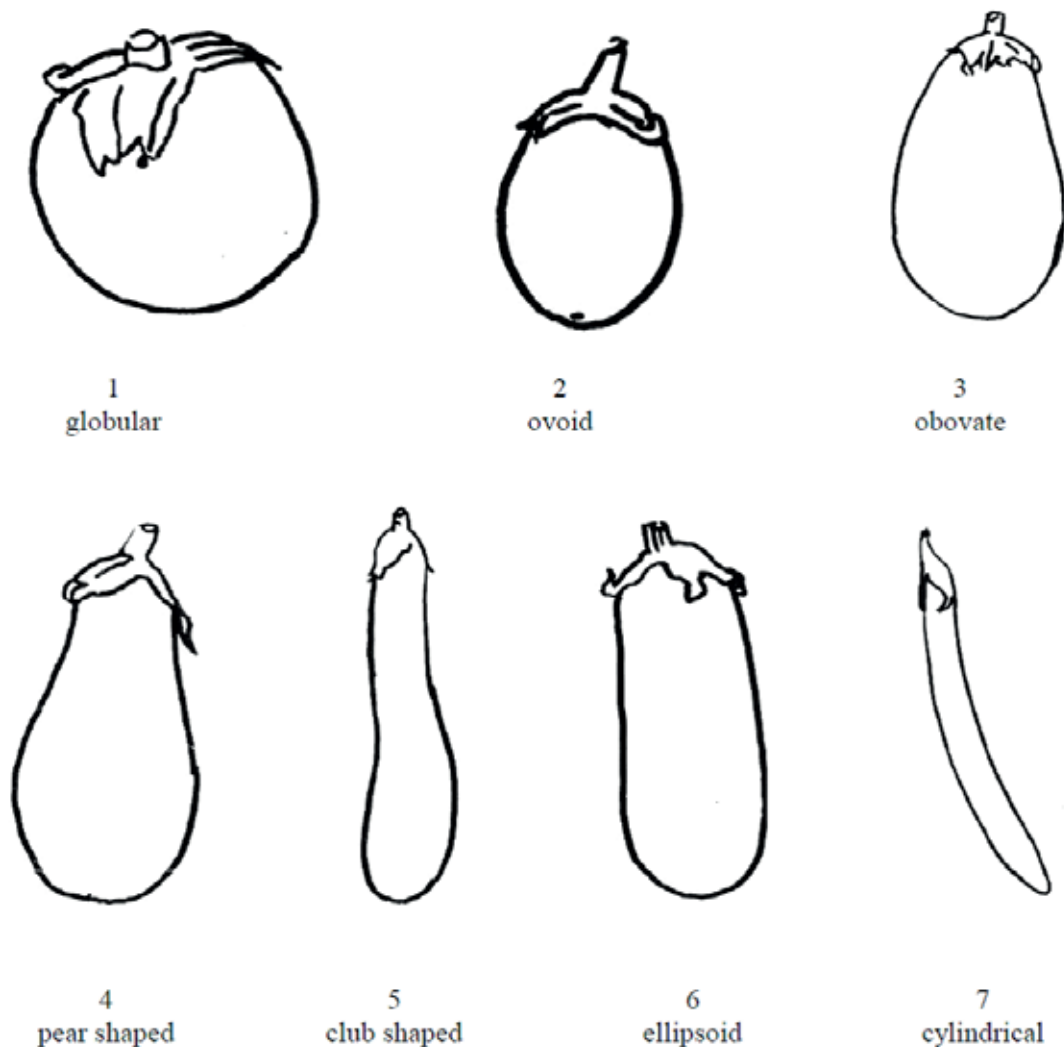 1
globular
2
ovoid
3
obovate
4
pear shaped
5
club shaped
6
ellipsoid
7
cylindrical